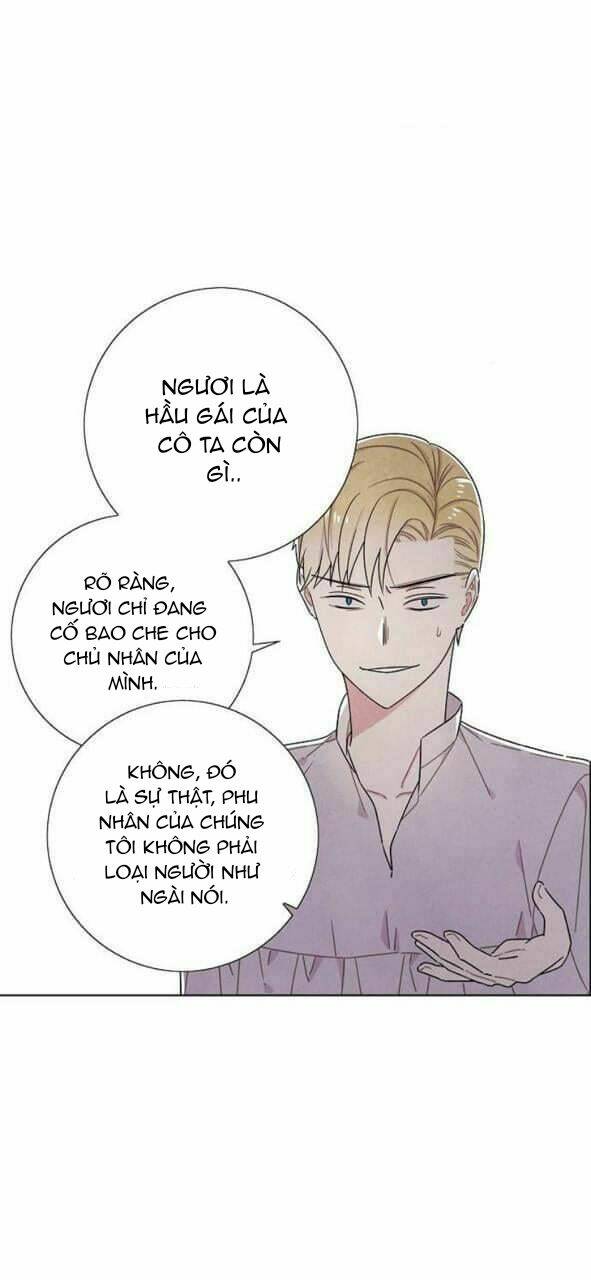 NGƯƠI LÀ
HẦU GÁI CỦA
CÔ TA CÒN
GÌ..
RÕ RÀNG,
NGƯƠI CHỈ ĐANG
CỐ BAO CHE CHO
CHỦ NHÂN CỦA
MÌNH.
KHÔNG, ĐÓ
LÀ SỰ THẬT, PHU
NHÂN CỦA CHÚNG
TÔI KHÔNG PHẢI
LOẠI NGƯỜI NHƯ
NGÀI NÓI.